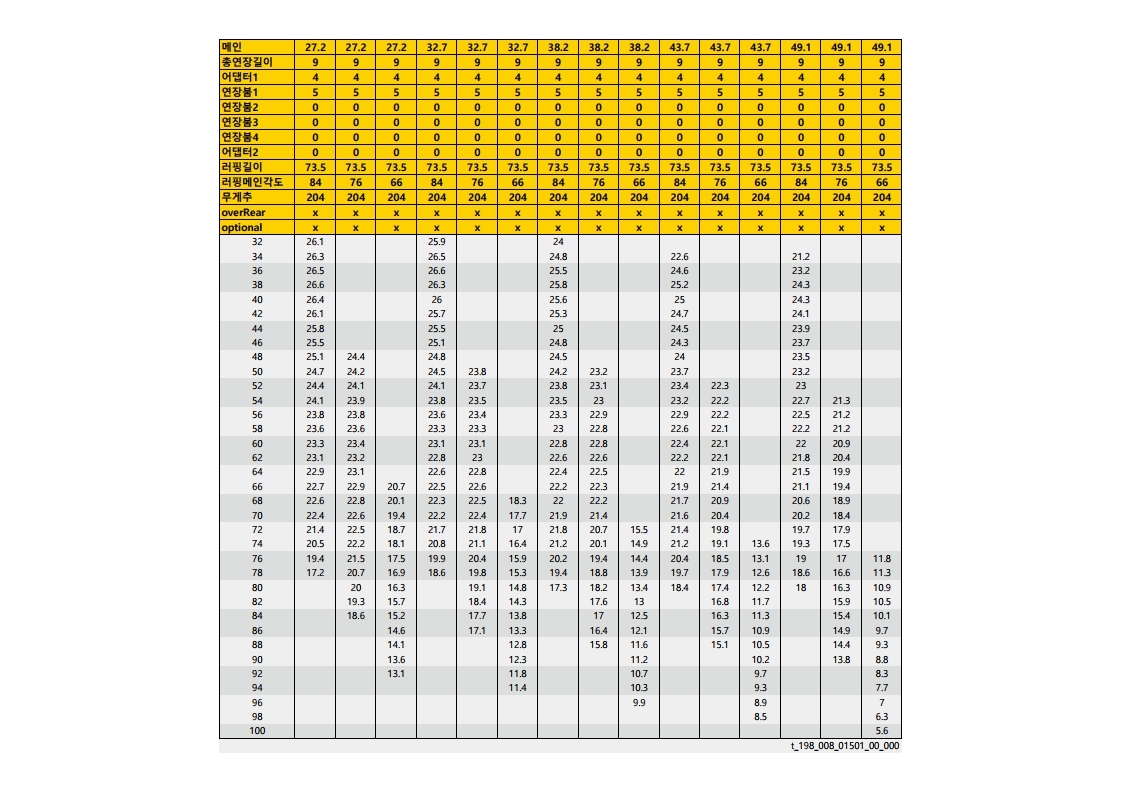 메인 27.2 27.2 27.2 32.7 32.7 32.7 38.2 38.2 38.2 43.7 43.7 43.7 49.1 49.1 49.1
총연장길이 9 9 9 9 9 9 9 9 9 9 9 9 9 9 9
어댑터1 4 4 4 4 4 4 4 4 4 4 4 4 4 4 4
연장붐1 5 5 5 5 5 5 5 5 5 5 5 5 5 5 5
연장붐2 0 0 0 0 0 0 0 0 0 0 0 0 0 0 0
연장붐3 0 0 0 0 0 0 0 0 0 0 0 0 0 0 0
연장붐4 0 0 0 0 0 0 0 0 0 0 0 0 0 0 0
어댑터2 0 0 0 0 0 0 0 0 0 0 0 0 0 0 0
러핑길이 73.5 73.5 73.5 73.5 73.5 73.5 73.5 73.5 73.5 73.5 73.5 73.5 73.5 73.5 73.5
러핑메인각도 84 76 66 84 76 66 84 76 66 84 76 66 84 76 66
무게추 204 204 204 204 204 204 204 204 204 204 204 204 204 204 204
overRear x x x x x x x x x x x x x x x
optional x x x x x x x x x x x x x x x
32 26.1 25.9 24
34 26.3 26.5 24.8 22.6 21.2
36 26.5 26.6 25.5 24.6 23.2
38 26.6 26.3 25.8 25.2 24.3
40 26.4 26 25.6 25 24.3
42 26.1 25.7 25.3 24.7 24.1
44 25.8 25.5 25 24.5 23.9
46 25.5 25.1 24.8 24.3 23.7
48 25.1 24.4 24.8 24.5 24 23.5
50 24.7 24.2 24.5 23.8 24.2 23.2 23.7 23.2
52 24.4 24.1 24.1 23.7 23.8 23.1 23.4 22.3 23
54 24.1 23.9 23.8 23.5 23.5 23 23.2 22.2 22.7 21.3
56 23.8 23.8 23.6 23.4 23.3 22.9 22.9 22.2 22.5 21.2
58 23.6 23.6 23.3 23.3 23 22.8 22.6 22.1 22.2 21.2
60 23.3 23.4 23.1 23.1 22.8 22.8 22.4 22.1 22 20.9
62 23.1 23.2 22.8 23 22.6 22.6 22.2 22.1 21.8 20.4
64 22.9 23.1 22.6 22.8 22.4 22.5 22 21.9 21.5 19.9
66 22.7 22.9 20.7 22.5 22.6 22.2 22.3 21.9 21.4 21.1 19.4
68 22.6 22.8 20.1 22.3 22.5 18.3 22 22.2 21.7 20.9 20.6 18.9
70 22.4 22.6 19.4 22.2 22.4 17.7 21.9 21.4 21.6 20.4 20.2 18.4
72 21.4 22.5 18.7 21.7 21.8 17 21.8 20.7 15.5 21.4 19.8 19.7 17.9
74 20.5 22.2 18.1 20.8 21.1 16.4 21.2 20.1 14.9 21.2 19.1 13.6 19.3 17.5
76 19.4 21.5 17.5 19.9 20.4 15.9 20.2 19.4 14.4 20.4 18.5 13.1 19 17 11.8
78 17.2 20.7 16.9 18.6 19.8 15.3 19.4 18.8 13.9 19.7 17.9 12.6 18.6 16.6 11.3
80 20 16.3 19.1 14.8 17.3 18.2 13.4 18.4 17.4 12.2 18 16.3 10.9
82 19.3 15.7 18.4 14.3 17.6 13 16.8 11.7 15.9 10.5
84 18.6 15.2 17.7 13.8 17 12.5 16.3 11.3 15.4 10.1
86 14.6 17.1 13.3 16.4 12.1 15.7 10.9 14.9 9.7
88 14.1 12.8 15.8 11.6 15.1 10.5 14.4 9.3
90 13.6 12.3 11.2 10.2 13.8 8.8
92 13.1 11.8 10.7 9.7 8.3
94 11.4 10.3 9.3 7.7
96 9.9 8.9 7
98 8.5 6.3
100 5.6
t_198_008_01501_00_000